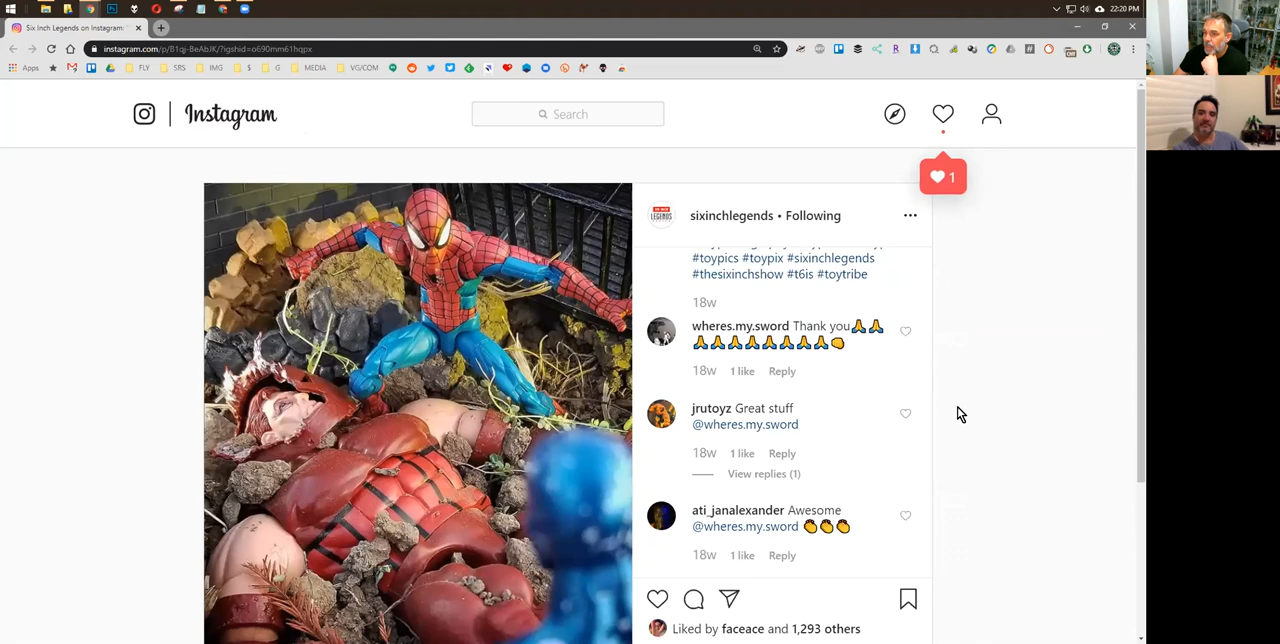 22:20
Six Inch Legends on Instagram:
instagram.com/p/B1qj-BeAbJK/?igshid=o690mm61hqpx
Apps
FLY
SRS
IMG
$
G
MEDIA
VG/COM
Instagram
Search
1
LEGENDS
sixinchlegends • Following
#toypics #toypix #sixinchlegends
#thesixinchshow #t6is #toytribe
18w
wheres.my.sword Thank you🙏🙏
🙏🙏🙏🙏🙏🙏🙏🙏👊
18w 1 like Reply
jrutoyz Great stuff
@wheres.my.sword
18w 1 like Reply
View replies (1)
ati_janalexander Awesome
@wheres.my.sword 👏👏👏
18w 1 like Reply
Liked by faceace and 1,293 others